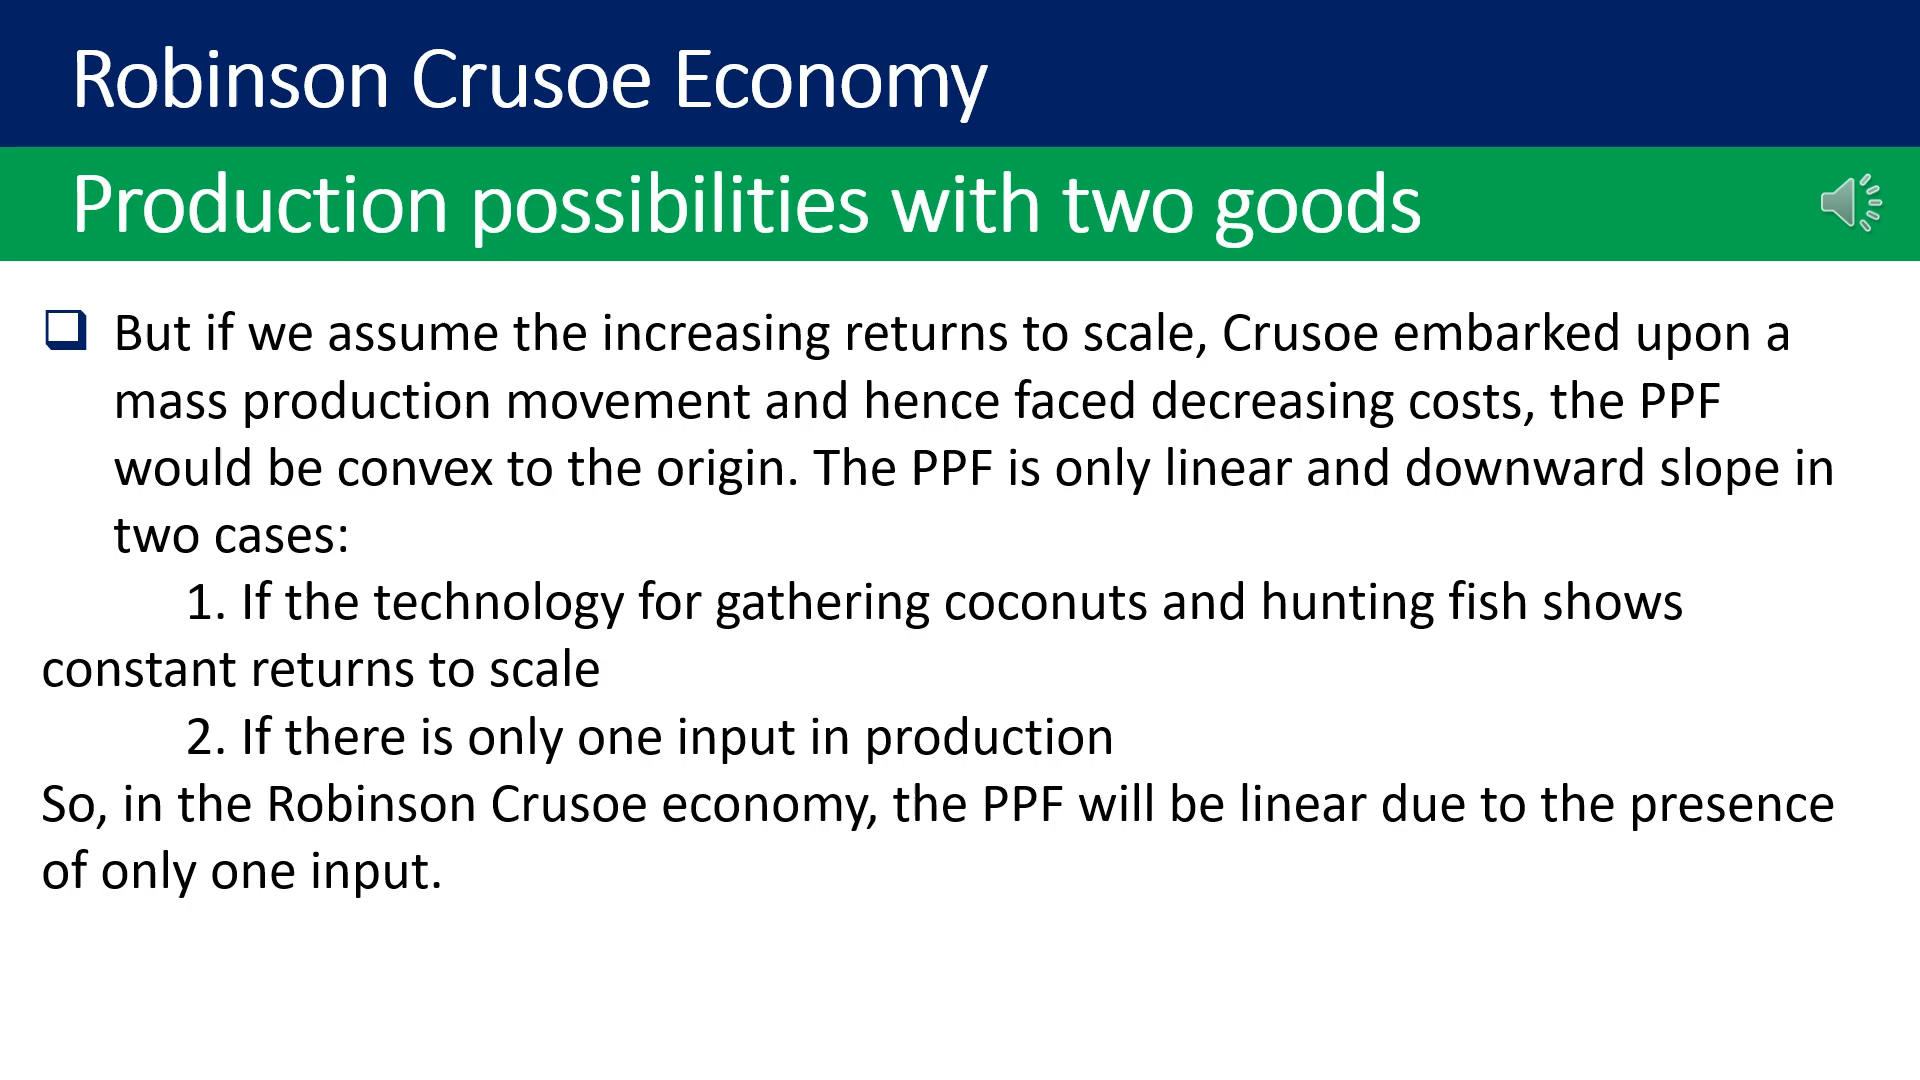 Robinson Crusoe Economy
Production possibilities with two goods
But if we assume the increasing returns to scale, Crusoe embarked upon a
mass production movement and hence faced decreasing costs, the PPF
would be convex to the origin. The PPF is only linear and downward slope in
two cases:
1. If the technology for gathering coconuts and hunting fish shows
constant returns to scale
2. If there is only one input in production
So, in the Robinson Crusoe economy, the PPF will be linear due to the presence
of only one input.